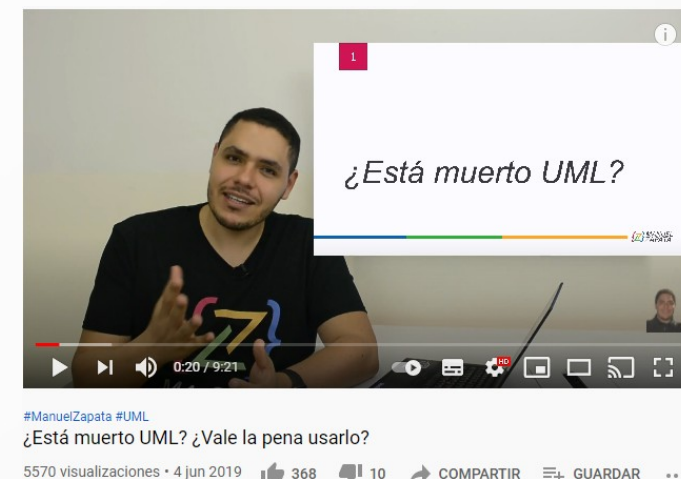 1
¿Está muerto UML?
0:20 / 9:21
HD
#ManuelZapata #UML
¿Está muerto UML? ¿Vale la pena usarlo?
5570 visualizaciones • 4 jun 2019 368 10 COMPARTIR GUARDAR